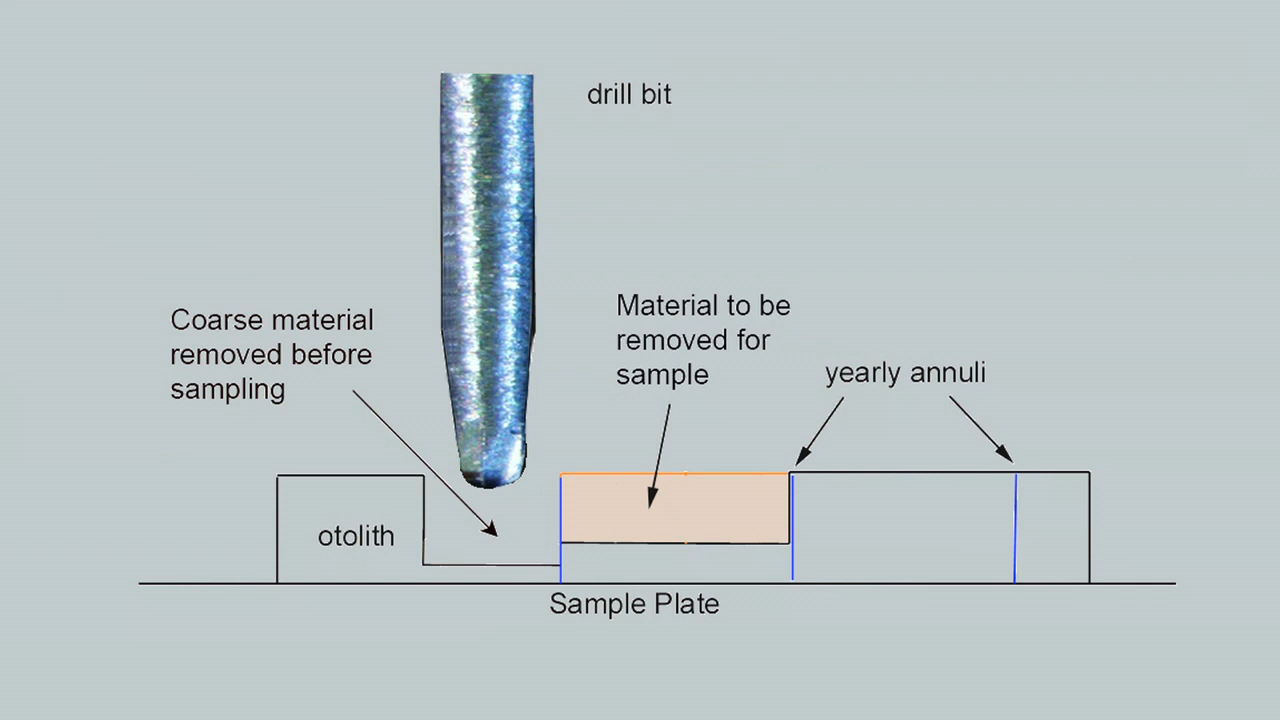 drill bit
Coarse material
removed before
sampling
Material to be
removed for
sample
yearly annuli
otolith
Sample Plate